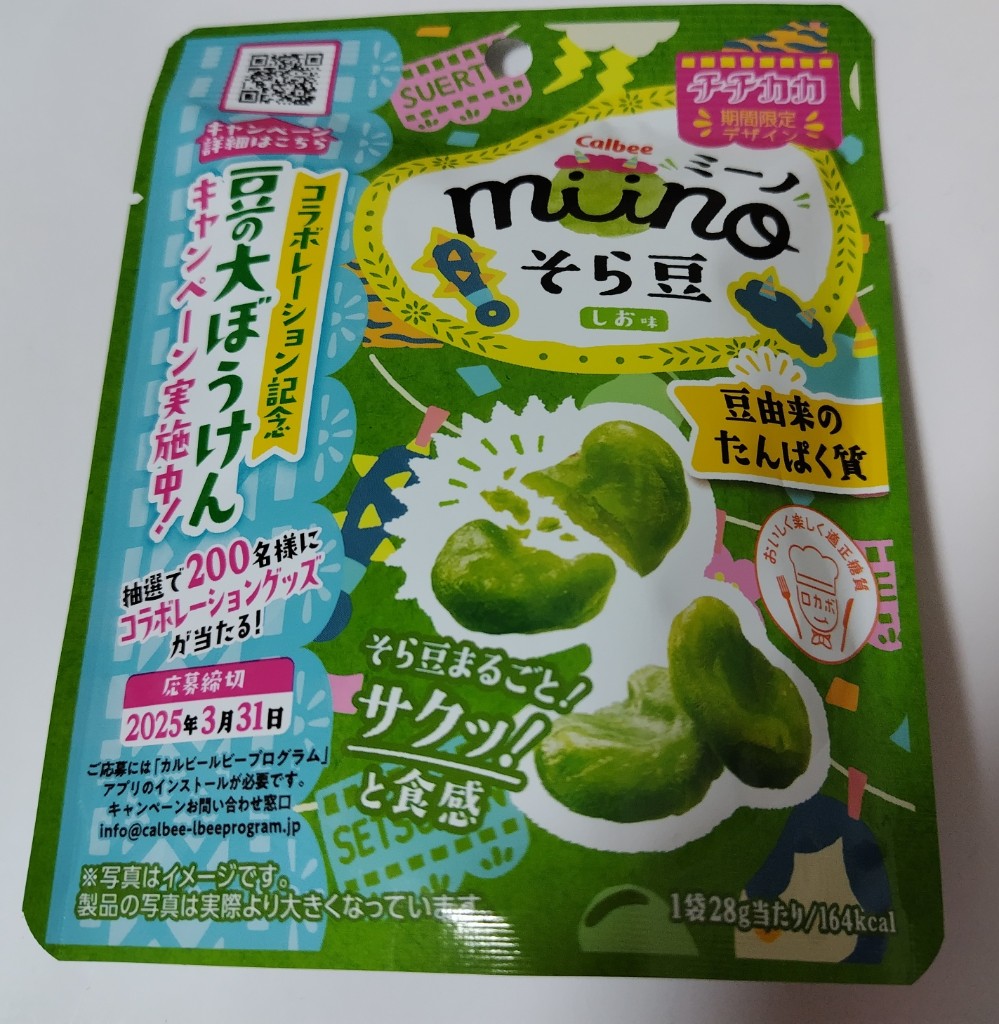 キャンペーン
詳細はこちら
コラボレーション記念
豆の大ぼうけん
キャンペーン実施中!
抽選で200名様に
コラボレーショングッズ
が当たる!
応募締切
2025年3月31日
ご応募には「カルビールビープログラム」
アプリのインストールが必要です。
キャンペーンお問い合わせ窓口
info@calbee-lbeeprogram.jp
※写真はイメージです。
製品の写真は実際より大きくなっています。
SUERT
チチカカ
期間限定
デザイン
Calbee
ミーノ
miino
そら豆
しお味
豆由来の
たんぱく質
おいしく楽しく適正糖質
ロカボ
そら豆まるごと!
サクッ!
と食感
SETS
1袋28g当たり/164kcal